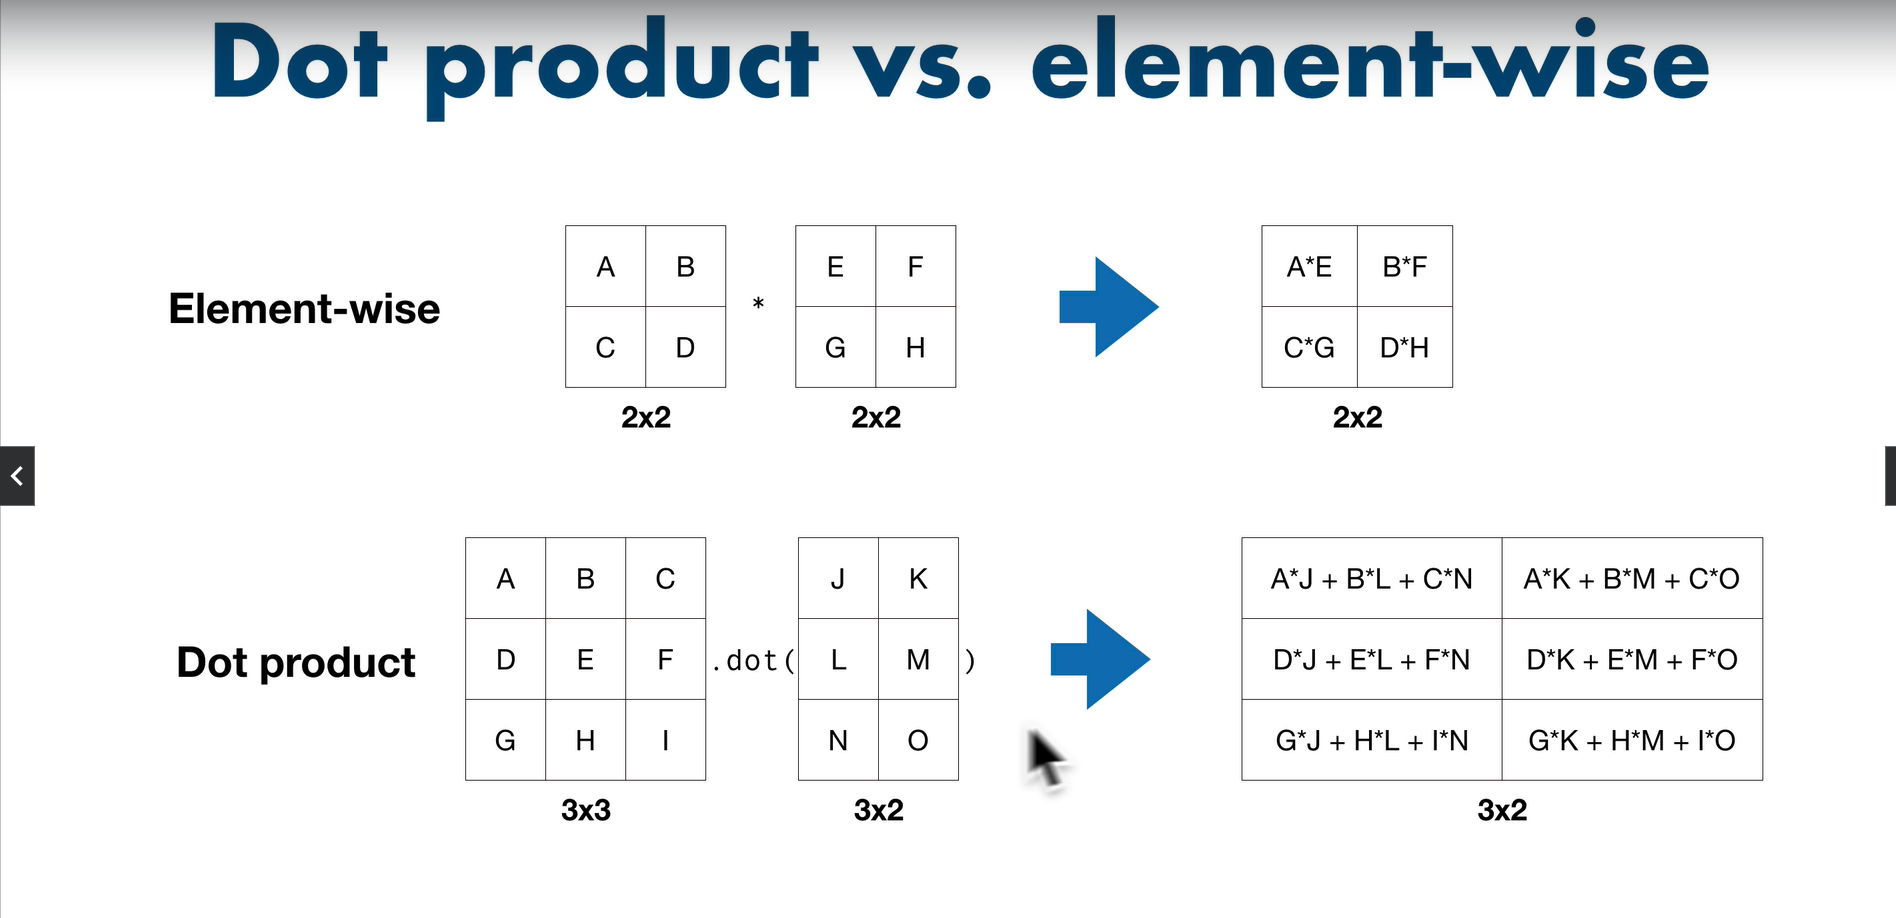 Dot product vs. element-wise
Element-wise
A B
C D
2x2
*
E F
G H
2x2
A*E B*F
C*G D*H
2x2
Dot product
A B C
D E F
G H I
3x3
.dot(
J K
L M
N O
)
3x2
A*J + B*L + C*N A*K + B*M + C*O
D*J + E*L + F*N D*K + E*M + F*O
G*J + H*L + I*N G*K + H*M + I*O
3x2